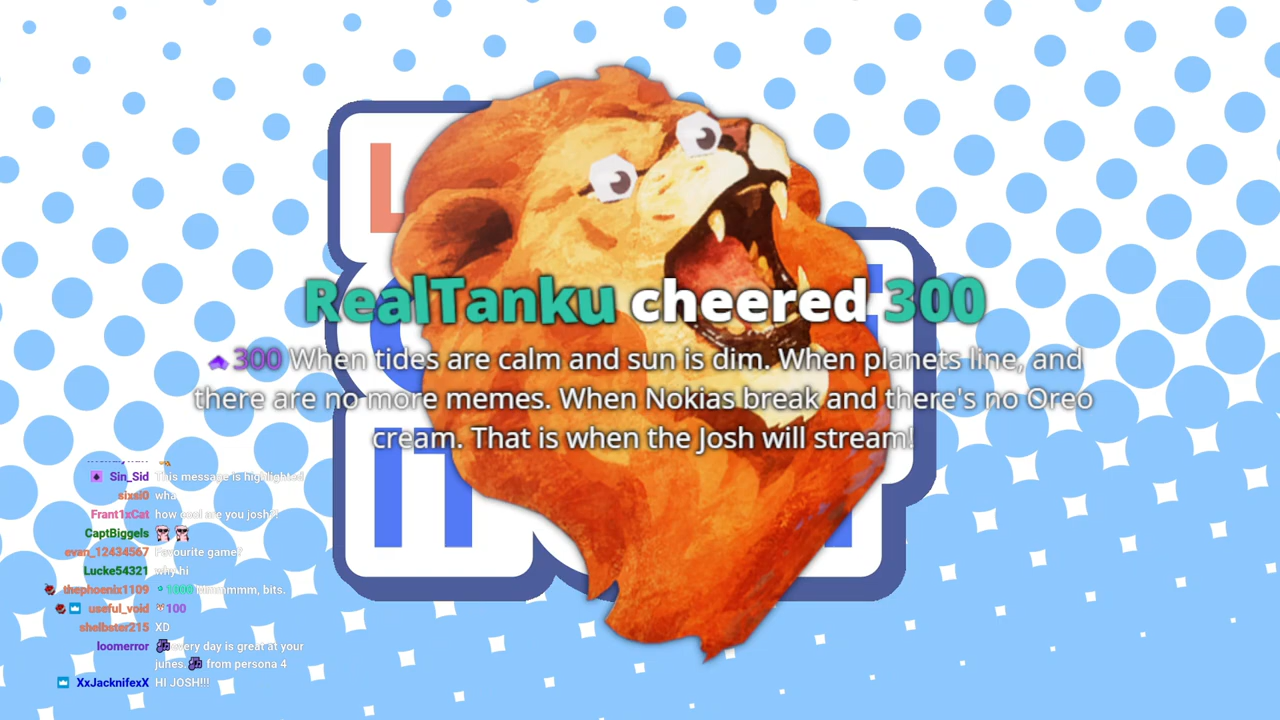 L
RealTanku cheered 300
300 When tides are calm and sun is dim. When planets line, and
there are no more memes. When Nokias break and there's no Oreo
cream. That is when the Josh will stream!
Sin_Sid This message is highlighted
sixsi0 wha
Frant1xCat how cool are you josh?!
CaptBiggels
evan_12434567 Favourite game?
Lucke54321 why hi
thephoenix1109 1000 Mmmmmm, bits.
useful_void 100
shelbster215 XD
loomerror every day is great at your
junes. from persona 4
XxJacknifexX HI JOSH!!!